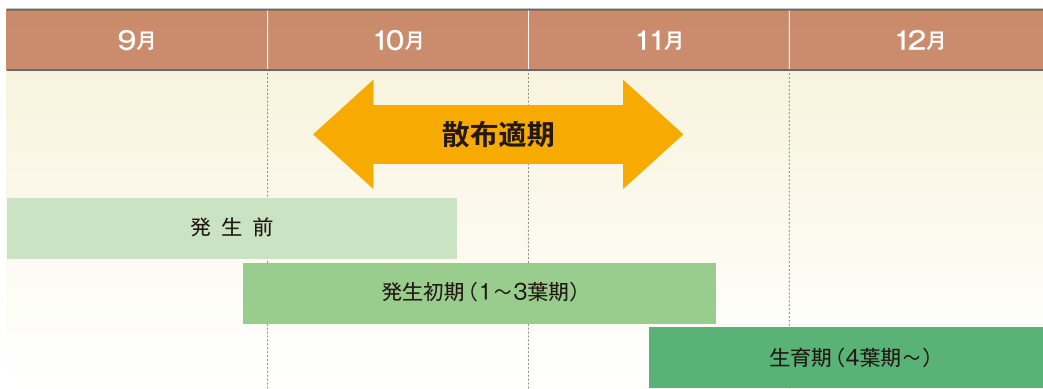 9月 10月 11月 12月
散布適期
発生前
発生初期（1～3葉期）
生育期（4葉期～）